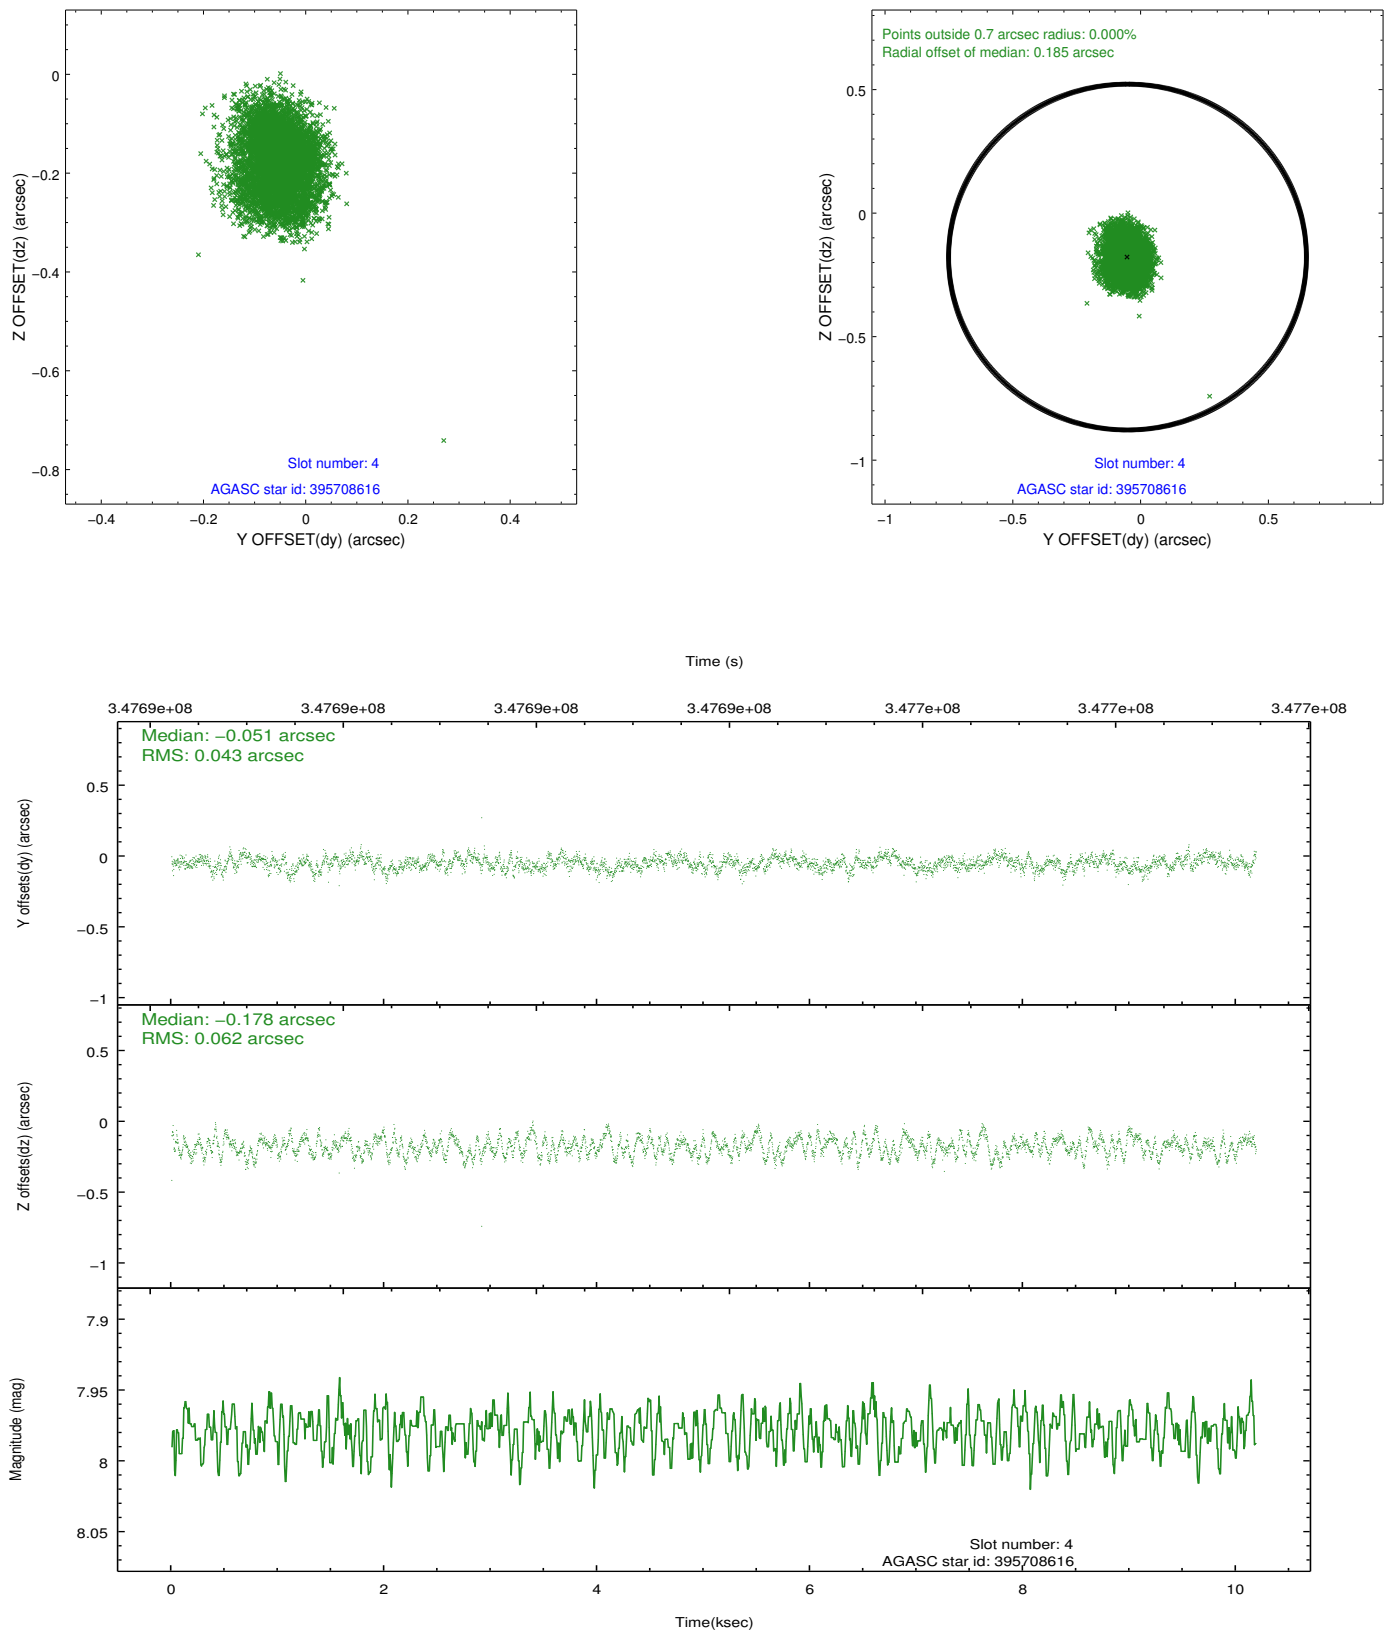 0
−0.2
−0.4
−0.6
−0.8
Z OFFSET(dz) (arcsec)
Slot number: 4
AGASC star id: 395708616
−0.4
−0.2
0
0.2
0.4
Y OFFSET(dy) (arcsec)
Points outside 0.7 arcsec radius: 0.000%
Radial offset of median: 0.185 arcsec
0.5
0
−0.5
−1
Z OFFSET(dz) (arcsec)
Slot number: 4
AGASC star id: 395708616
−1
−0.5
0
0.5
Y OFFSET(dy) (arcsec)
Time (s)
3.4769e+08
3.4769e+08
3.4769e+08
3.4769e+08
3.477e+08
3.477e+08
3.477e+08
Median: −0.051 arcsec
RMS: 0.043 arcsec
0.5
0
−0.5
−1
Y offsets(dy) (arcsec)
Median: −0.178 arcsec
RMS: 0.062 arcsec
0.5
0
−0.5
−1
Z offsets(dz) (arcsec)
7.9
7.95
8
8.05
Magnitude (mag)
Slot number: 4
AGASC star id: 395708616
0
2
4
6
8
10
Time(ksec)